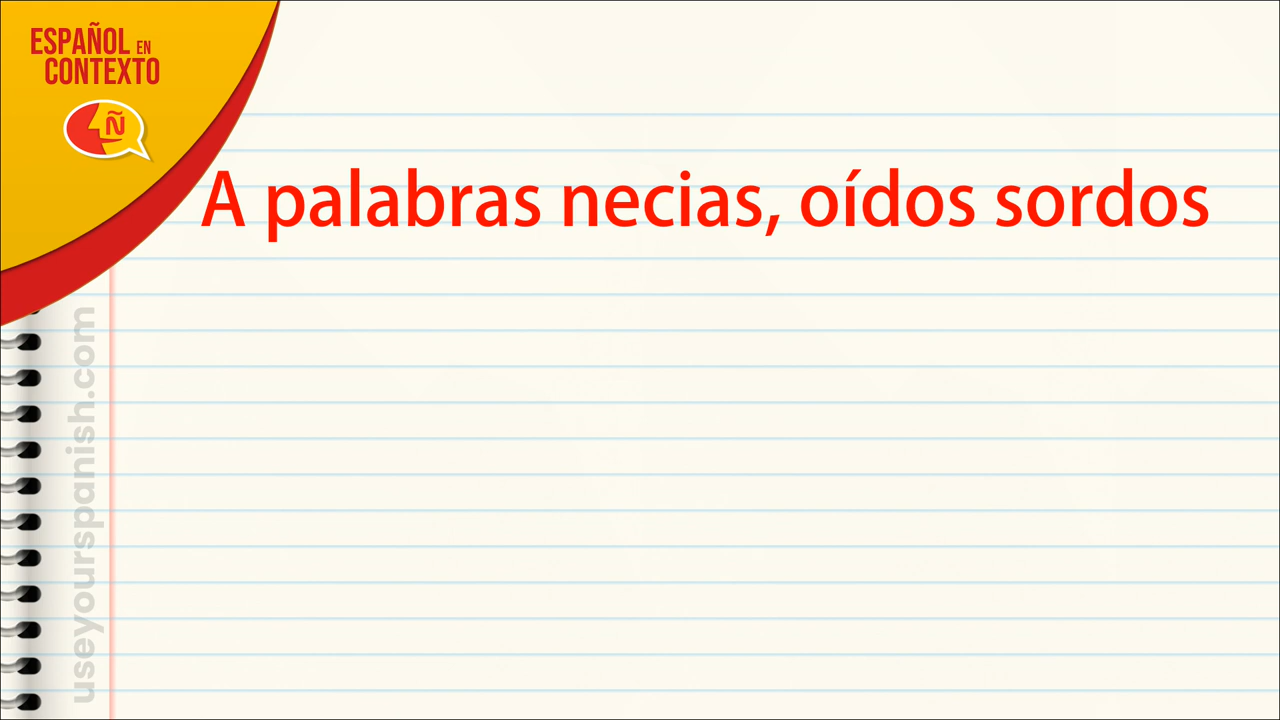 ESPAÑOL EN
CONTEXTO
Ñ
A palabras necias, oídos sordos
useyourspanish.com